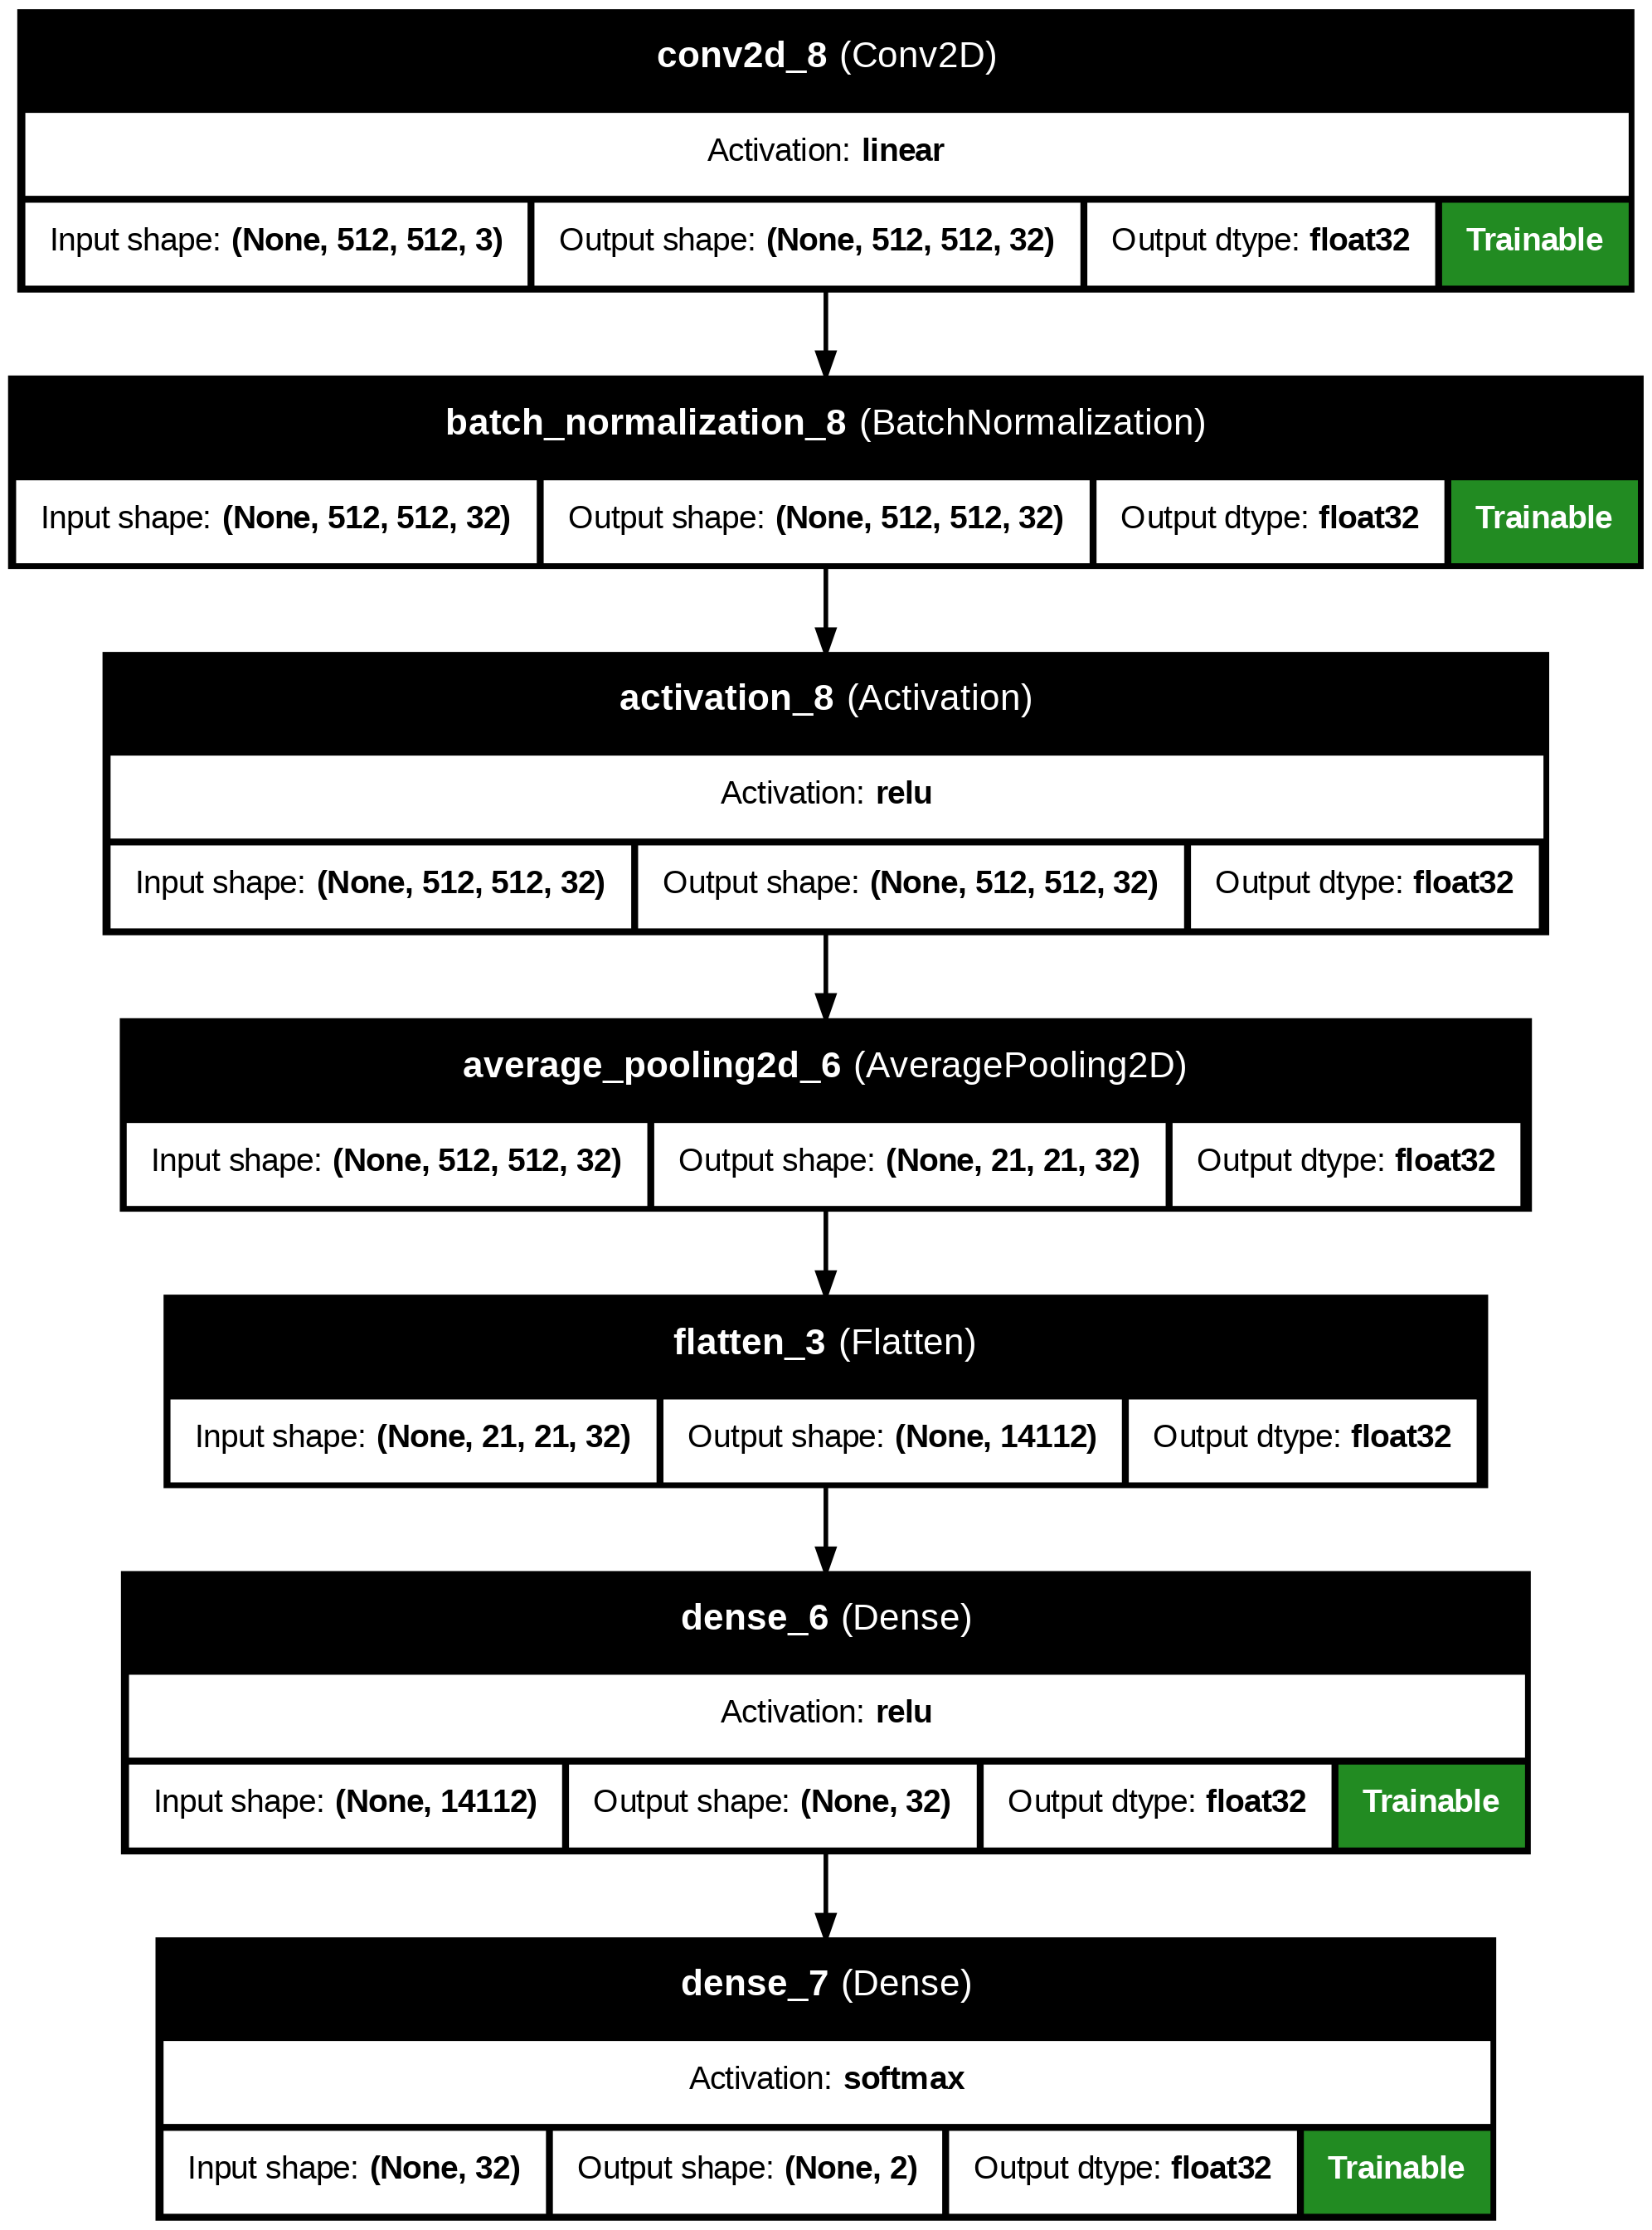 conv2d_8 (Conv2D)
Activation: linear
Input shape: (None, 512, 512, 3) Output shape: (None, 512, 512, 32) Output dtype: float32 Trainable
batch_normalization_8 (BatchNormalization)
Input shape: (None, 512, 512, 32) Output shape: (None, 512, 512, 32) Output dtype: float32 Trainable
activation_8 (Activation)
Activation: relu
Input shape: (None, 512, 512, 32) Output shape: (None, 512, 512, 32) Output dtype: float32
average_pooling2d_6 (AveragePooling2D)
Input shape: (None, 512, 512, 32) Output shape: (None, 21, 21, 32) Output dtype: float32
flatten_3 (Flatten)
Input shape: (None, 21, 21, 32) Output shape: (None, 14112) Output dtype: float32
dense_6 (Dense)
Activation: relu
Input shape: (None, 14112) Output shape: (None, 32) Output dtype: float32 Trainable
dense_7 (Dense)
Activation: softmax
Input shape: (None, 32) Output shape: (None, 2) Output dtype: float32 Trainable